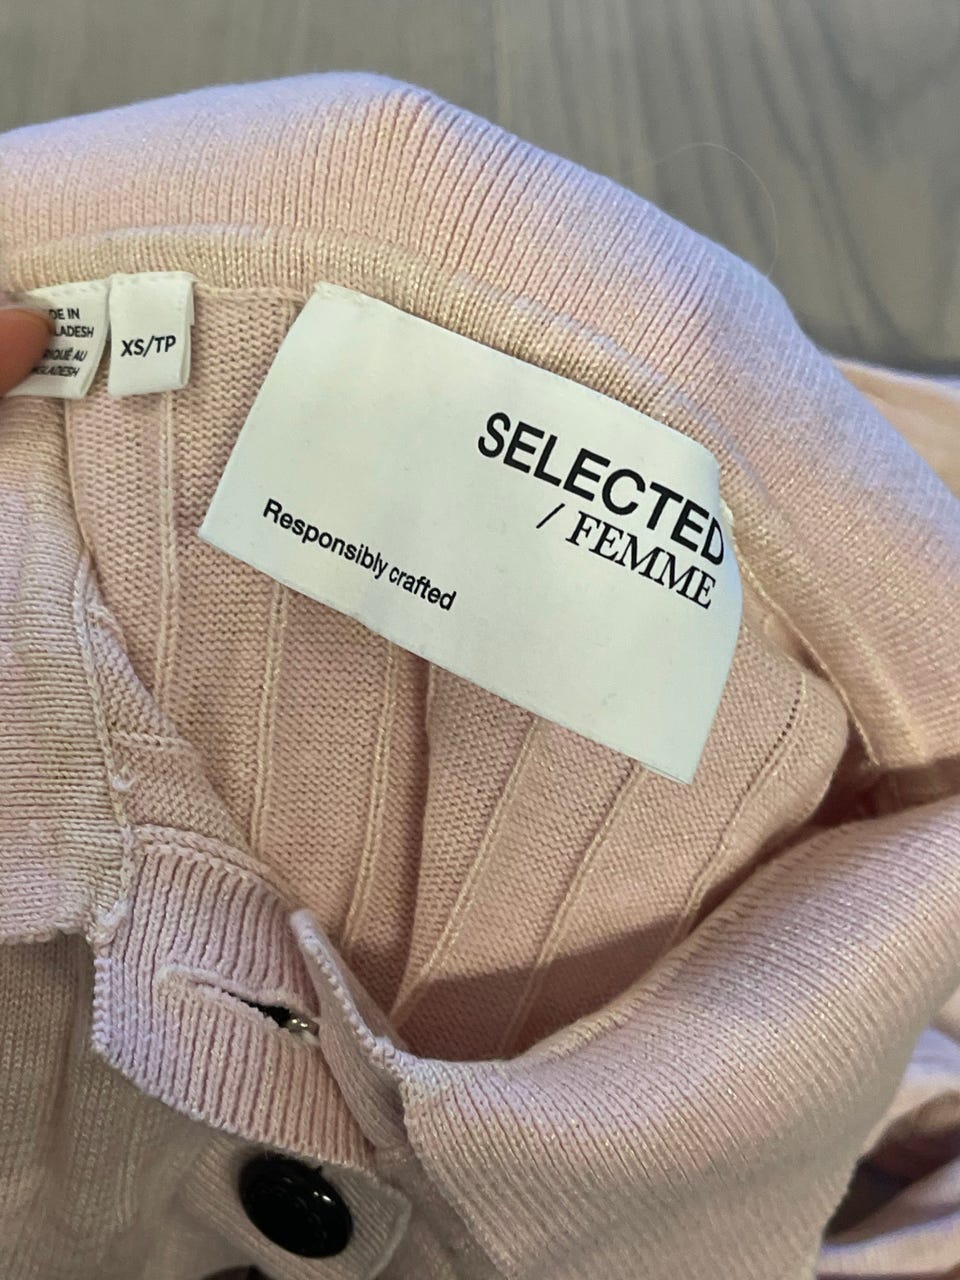 IN
XS/TP
AU
SELECTED
/ FEMME
Responsibly crafted